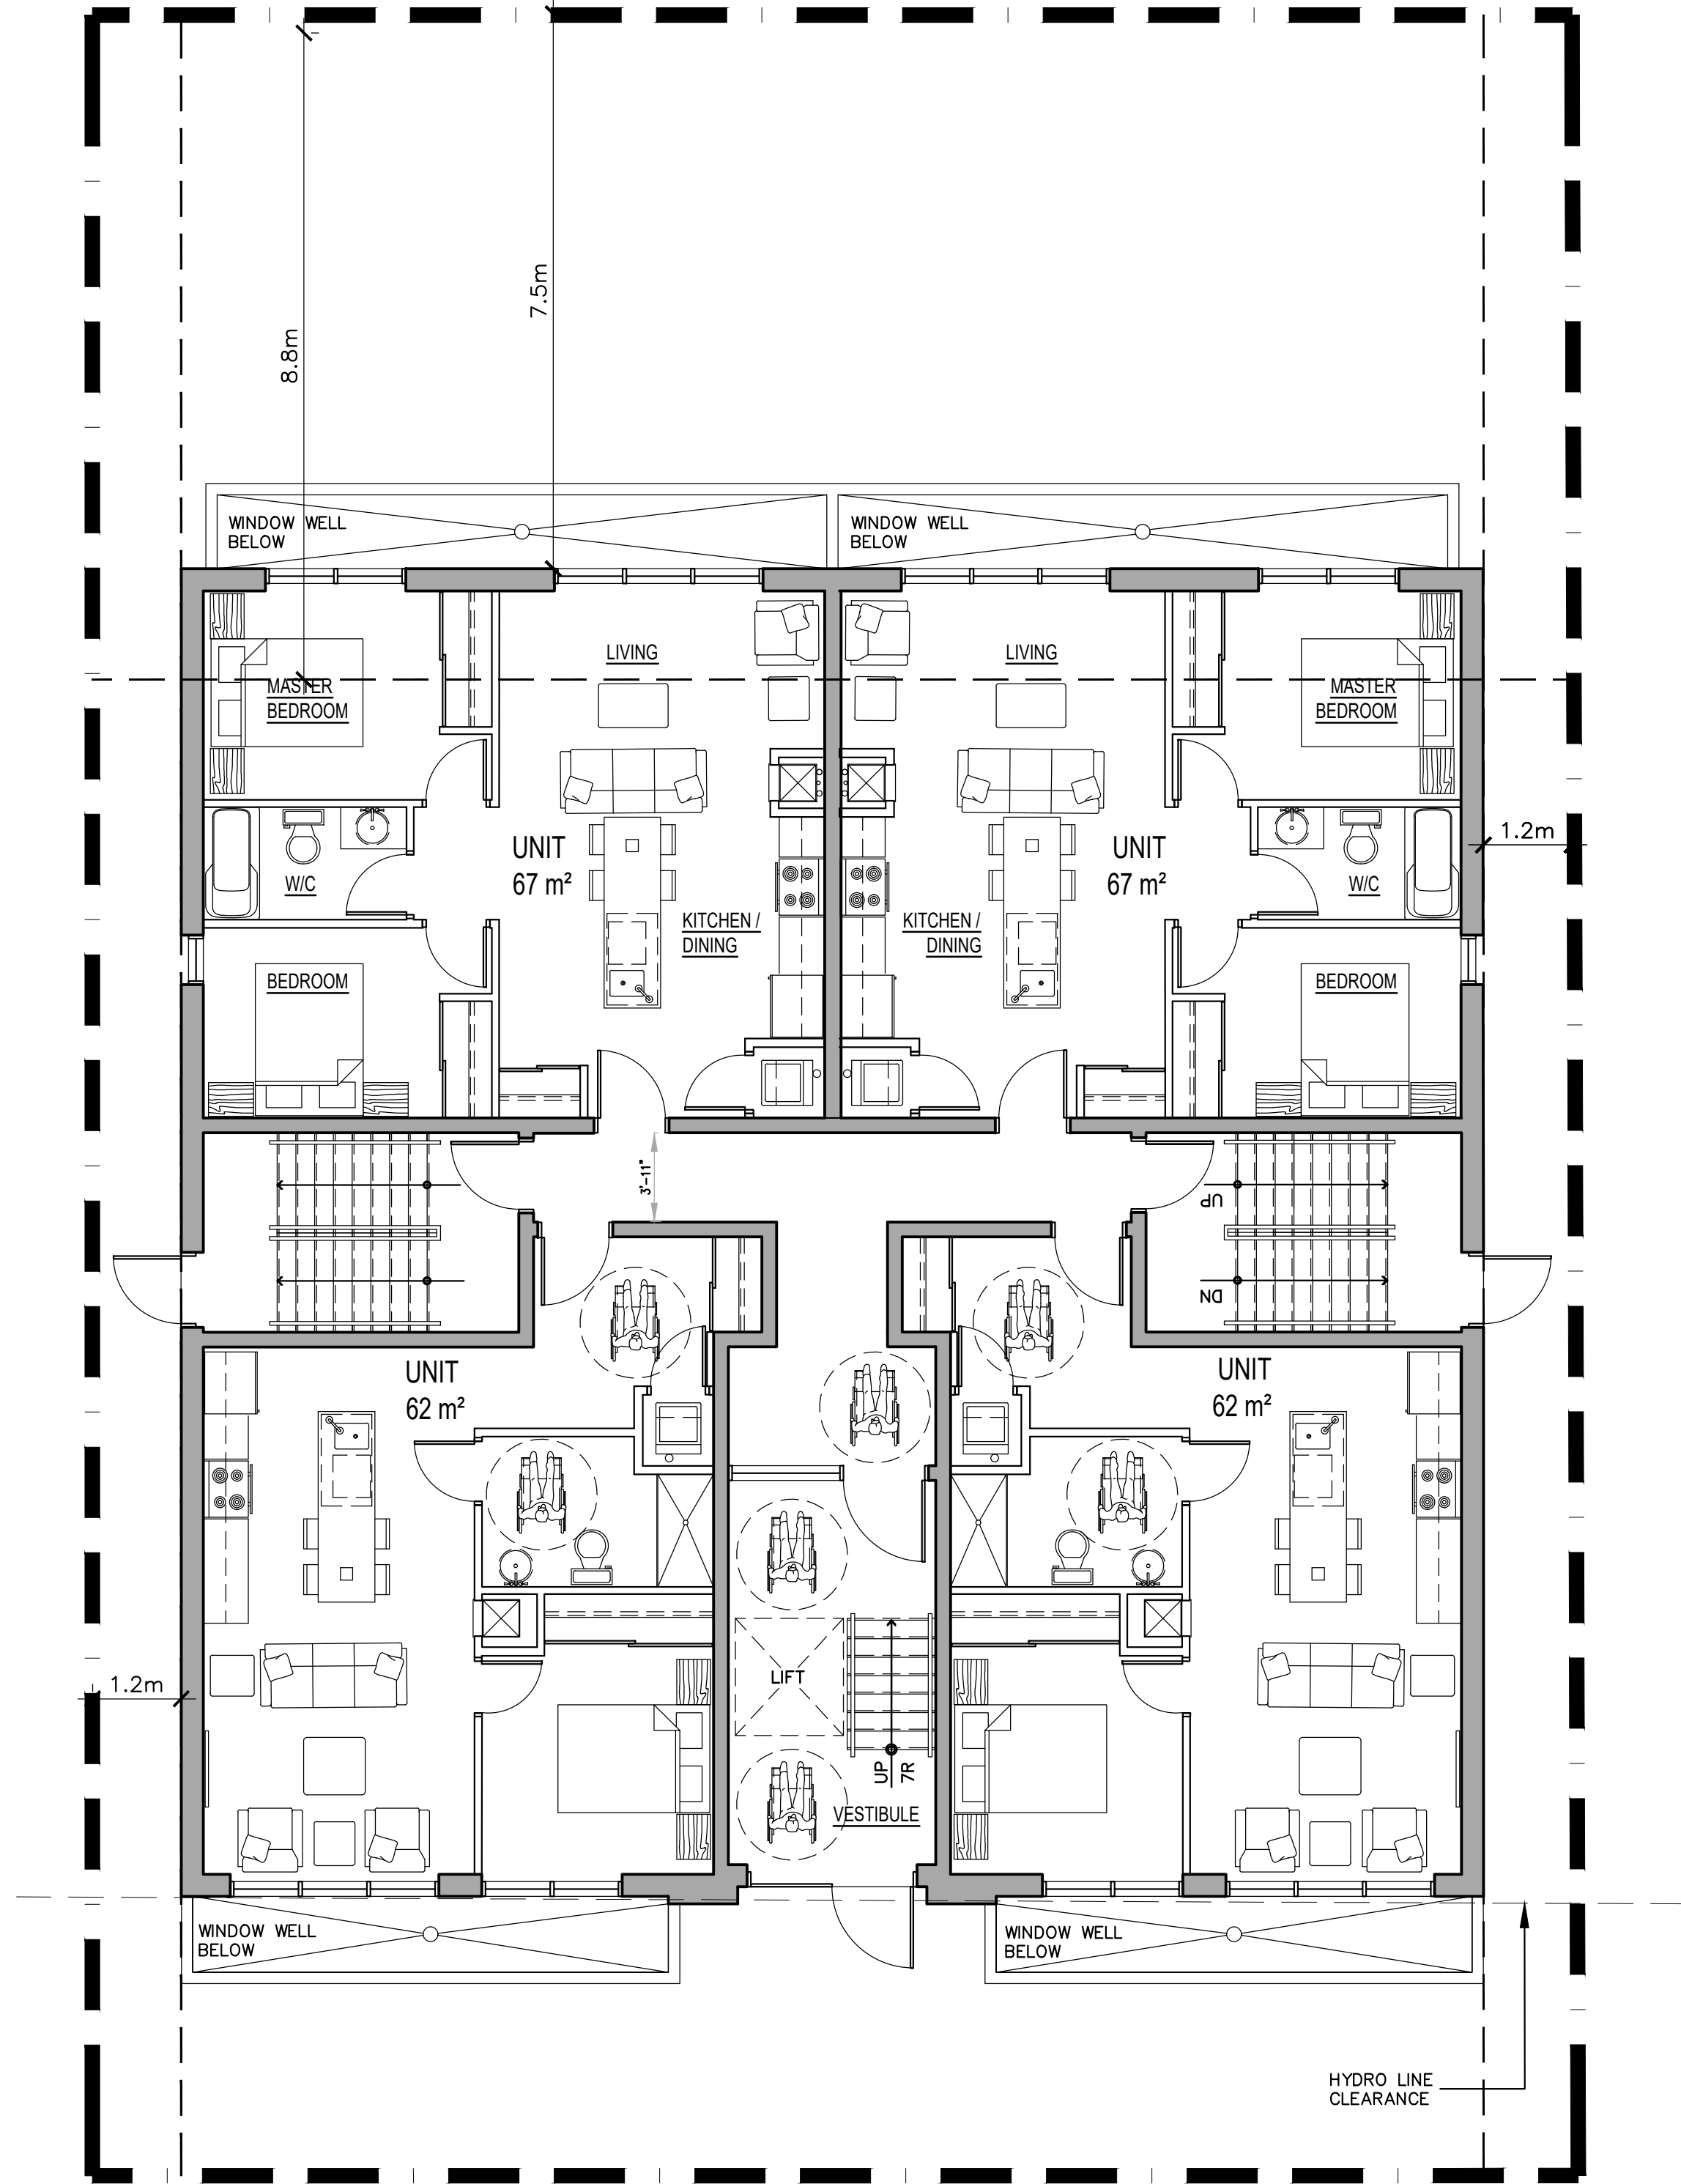 7.5m
8.8m
WINDOW WELL
BELOW
WINDOW WELL
BELOW
LIVING
LIVING
MASTER
BEDROOM
MASTER
BEDROOM
1.2m
UNIT
67 m²
UNIT
67 m²
W/C
W/C
KITCHEN /
DINING
KITCHEN /
DINING
BEDROOM
BEDROOM
3'-11"
UP
DN
UNIT
62 m²
UNIT
62 m²
LIFT
1.2m
UP
7R
VESTIBULE
WINDOW WELL
BELOW
WINDOW WELL
BELOW
HYDRO LINE
CLEARANCE